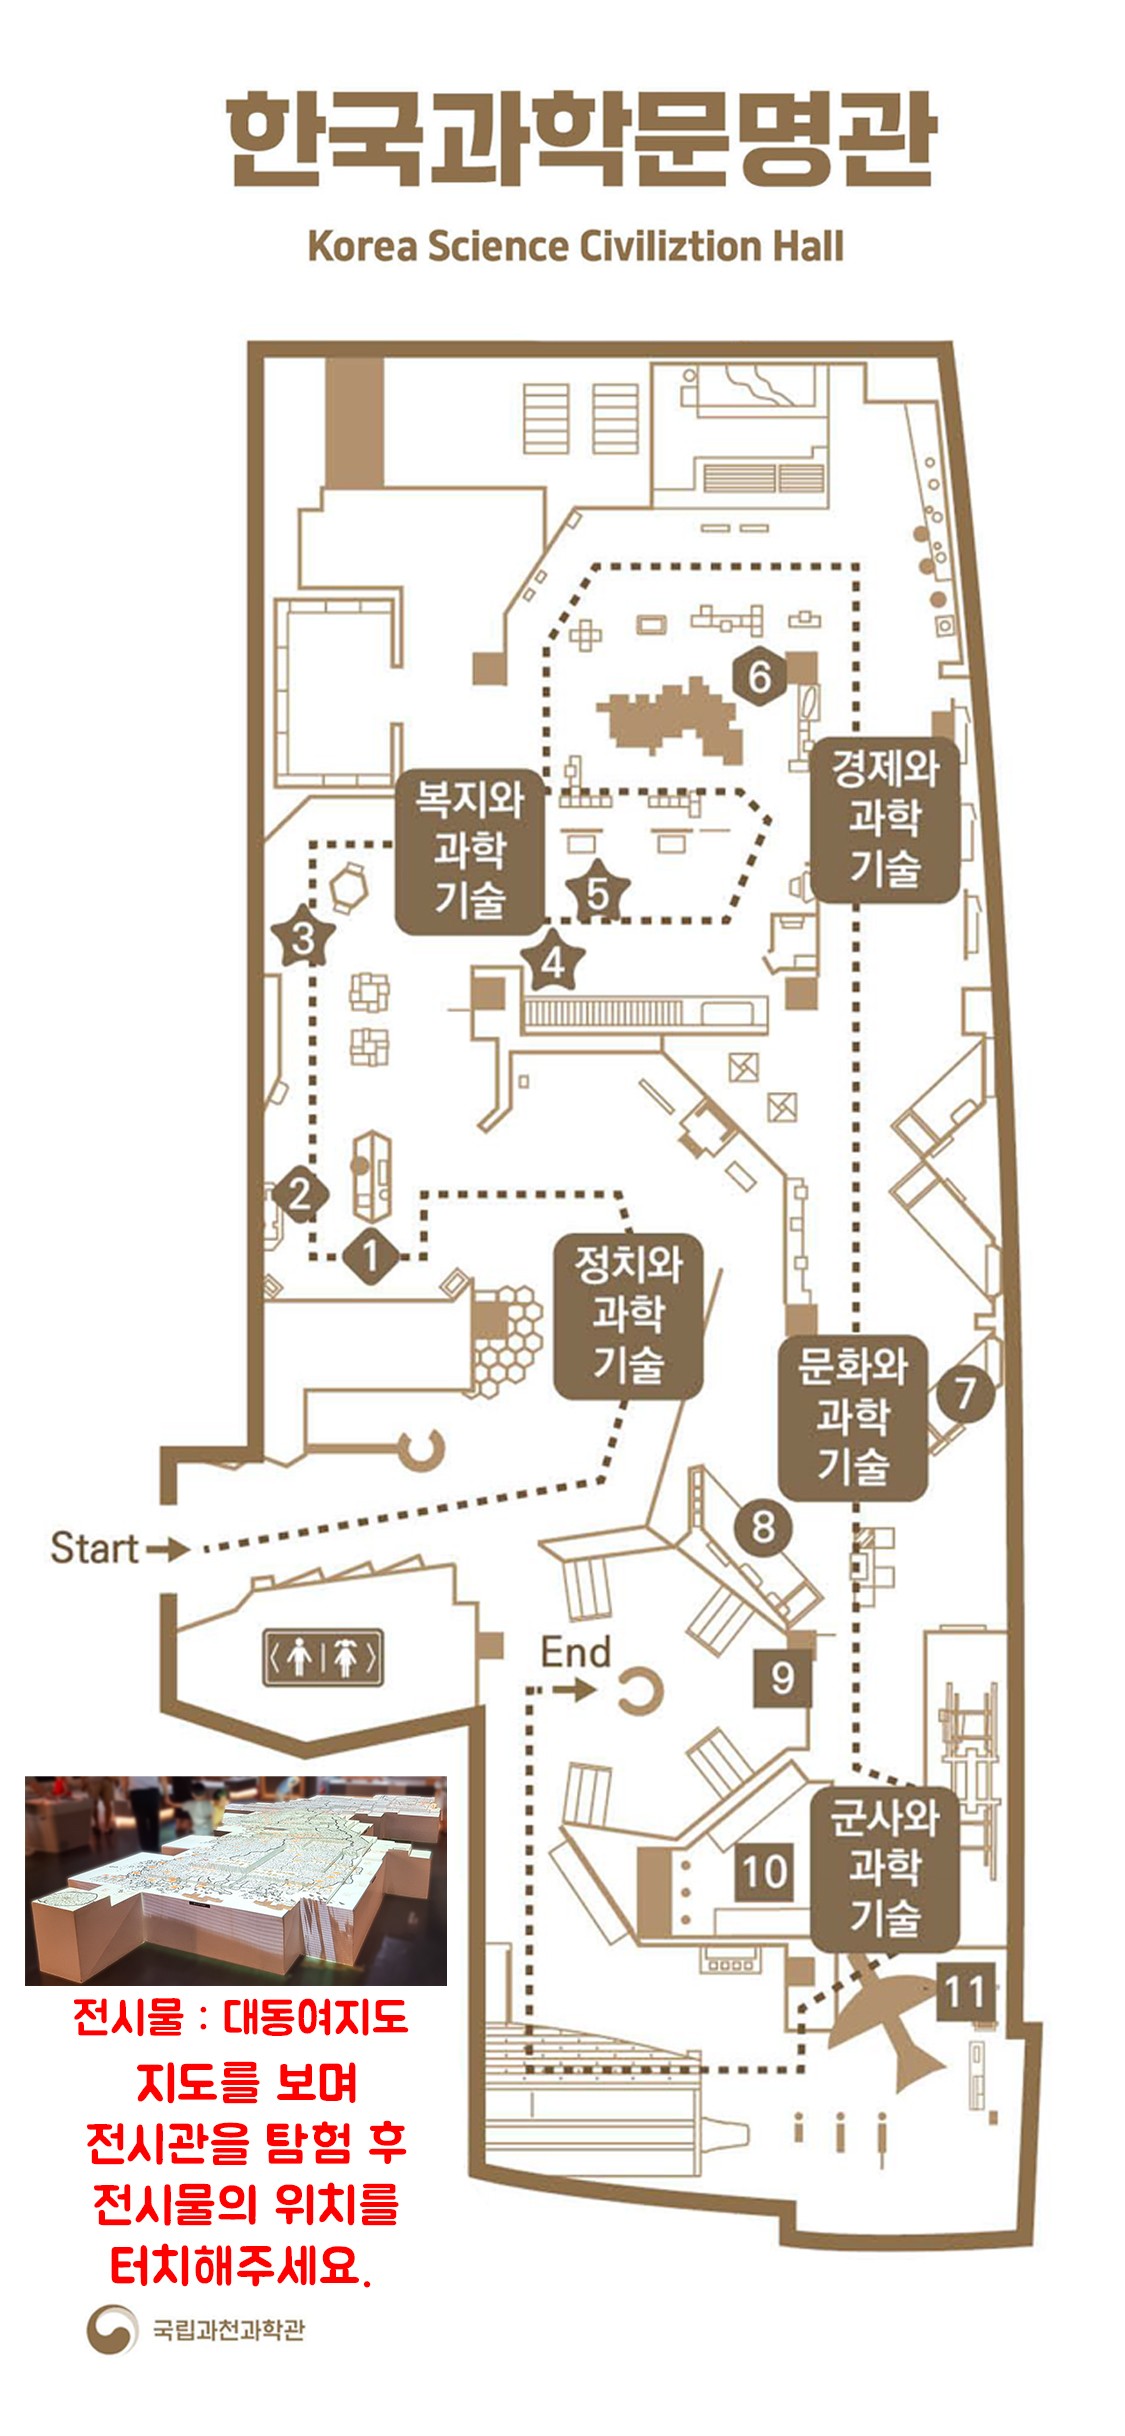 한국과학문명관
Korea Science Civiliztion Hall
6
경제와
과학
기술
복지와
과학
기술
5
3
4
2
1
정치와
과학
기술
문화와
과학
기술
7
8
Start
End
9
군사와
과학
기술
10
11
전시물 : 대동여지도
지도를 보며
전시관을 탐험 후
전시물의 위치를
터치해주세요.
국립과천과학관